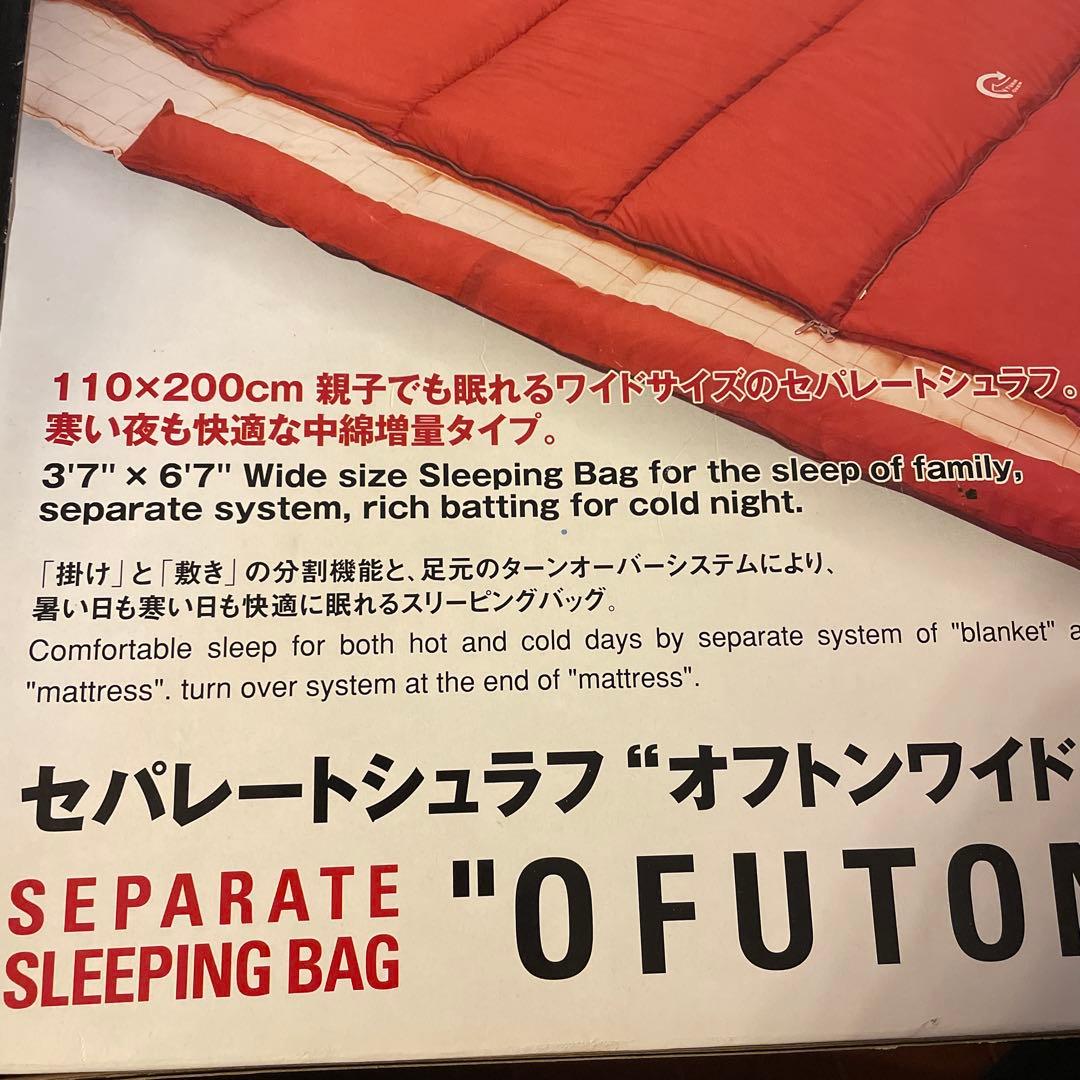 110×200cm 親子でも眠れるワイドサイズのセパレートシュラフ。
寒い夜も快適な中綿増量タイプ。
3'7" × 6'7" Wide size Sleeping Bag for the sleep of family,
separate system, rich batting for cold night.
「掛け」と「敷き」の分割機能と、足元のターンオーバーシステムにより、
暑い日も寒い日も快適に眠れるスリーピングバッグ。
Comfortable sleep for both hot and cold days by separate system of "blanket" a
"mattress". turn over system at the end of "mattress".
セパレートシュラフ “オフトンワイド
SEPARATE
SLEEPING BAG
"OFUTON